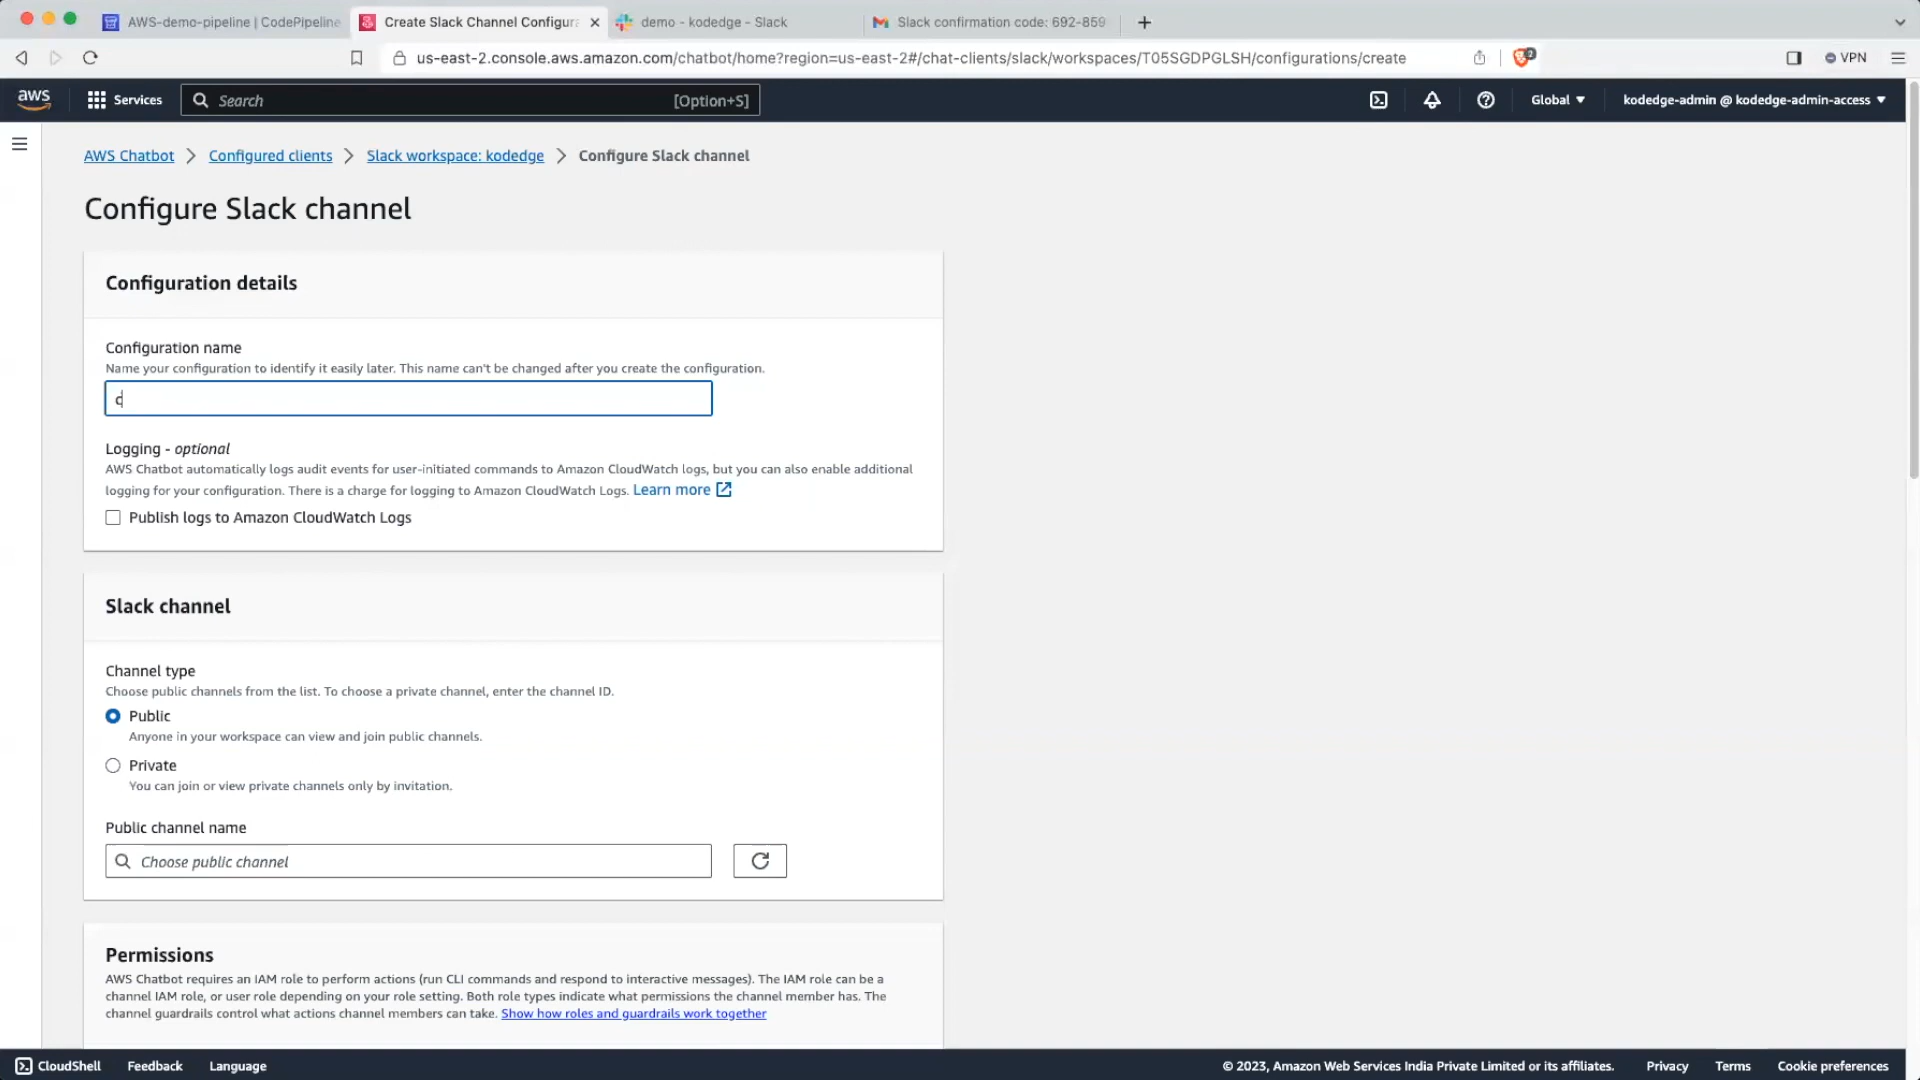 AWS-demo-pipeline | CodePipeline
Create Slack Channel Configura
demo - kodedge - Slack
Slack confirmation code: 692-859
us-east-2.console.aws.amazon.com/chatbot/home?region=us-east-2#/chat-clients/slack/workspaces/T05SGDPGLSH/configurations/create
2
VPN
aws
Services
Search
[Option+S]
Global
kodedge-admin @ kodedge-admin-access
AWS Chatbot
Configured clients
Slack workspace: kodedge
Configure Slack channel
Configure Slack channel
Configuration details
Configuration name
Name your configuration to identify it easily later. This name can't be changed after you create the configuration.
c
Logging - optional
AWS Chatbot automatically logs audit events for user-initiated commands to Amazon CloudWatch logs, but you can also enable additional
logging for your configuration. There is a charge for logging to Amazon CloudWatch Logs. Learn more
Publish logs to Amazon CloudWatch Logs
Slack channel
Channel type
Choose public channels from the list. To choose a private channel, enter the channel ID.
Public
Anyone in your workspace can view and join public channels.
Private
You can join or view private channels only by invitation.
Public channel name
Choose public channel
Permissions
AWS Chatbot requires an IAM role to perform actions (run CLI commands and respond to interactive messages). The IAM role can be a
channel IAM role, or user role depending on your role setting. Both role types indicate what permissions the channel member has. The
channel guardrails control what actions channel members can take. Show how roles and guardrails work together
CloudShell
Feedback
Language
© 2023, Amazon Web Services India Private Limited or its affiliates.
Privacy
Terms
Cookie preferences